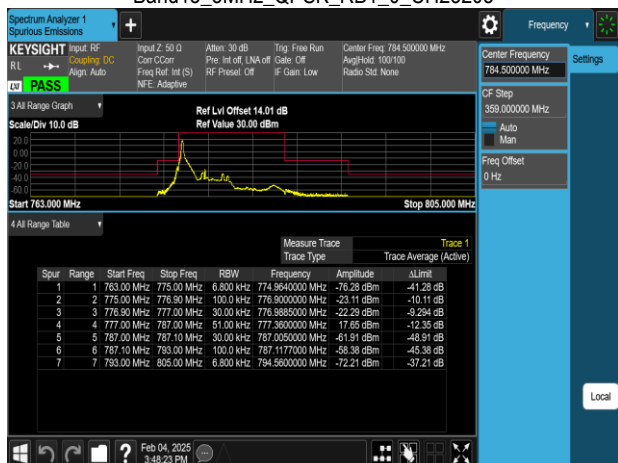 Band13_5MHz_QPSK_RB1_0_CH23205
Spectrum Analyzer 1
Spurious Emissions
Frequency
KEYSIGHT
RL
Input: RF
Coupling: DC
Align: Auto
Input Z: 50 Ω
Corr CCorr
Freq Ref: Int (S)
NFE: Adaptive
Atten: 30 dB
Pre: Int off, LNA off
RF Preset: Off
Trig: Free Run
Gate: Off
IF Gain: Low
Center Freq: 784.500000 MHz
Avg|Hold: 100/100
Radio Std: None
LXI PASS
Center Frequency
784.500000 MHz
Settings
CF Step
359.000000 MHz
Auto
Man
Freq Offset
0 Hz
3 All Range Graph
Scale/Div 10.0 dB
Ref Lvl Offset 14.01 dB
Ref Value 30.00 dBm
20.0
0.00
-20.0
-40.0
-60.0
Start 763.000 MHz
Stop 805.000 MHz
4 All Range Table
Measure Trace Trace 1
Trace Type Trace Average (Active)
Spur Range Start Freq Stop Freq RBW Frequency Amplitude ΔLimit
1 1 763.00 MHz 775.00 MHz 6.800 kHz 774.9640000 MHz -76.28 dBm -41.28 dB
2 2 775.00 MHz 776.90 MHz 100.0 kHz 776.9000000 MHz -23.11 dBm -10.11 dB
3 3 776.90 MHz 777.00 MHz 30.00 kHz 776.9885000 MHz -22.29 dBm -9.294 dB
4 4 777.00 MHz 787.00 MHz 51.00 kHz 777.3600000 MHz 17.65 dBm -12.35 dB
5 5 787.00 MHz 787.10 MHz 30.00 kHz 787.0050000 MHz -61.91 dBm -48.91 dB
6 6 787.10 MHz 793.00 MHz 100.0 kHz 787.1177000 MHz -58.38 dBm -45.38 dB
7 7 793.00 MHz 805.00 MHz 6.800 kHz 794.5600000 MHz -72.21 dBm -37.21 dB
Local
Feb 04, 2025
3:48:23 PM